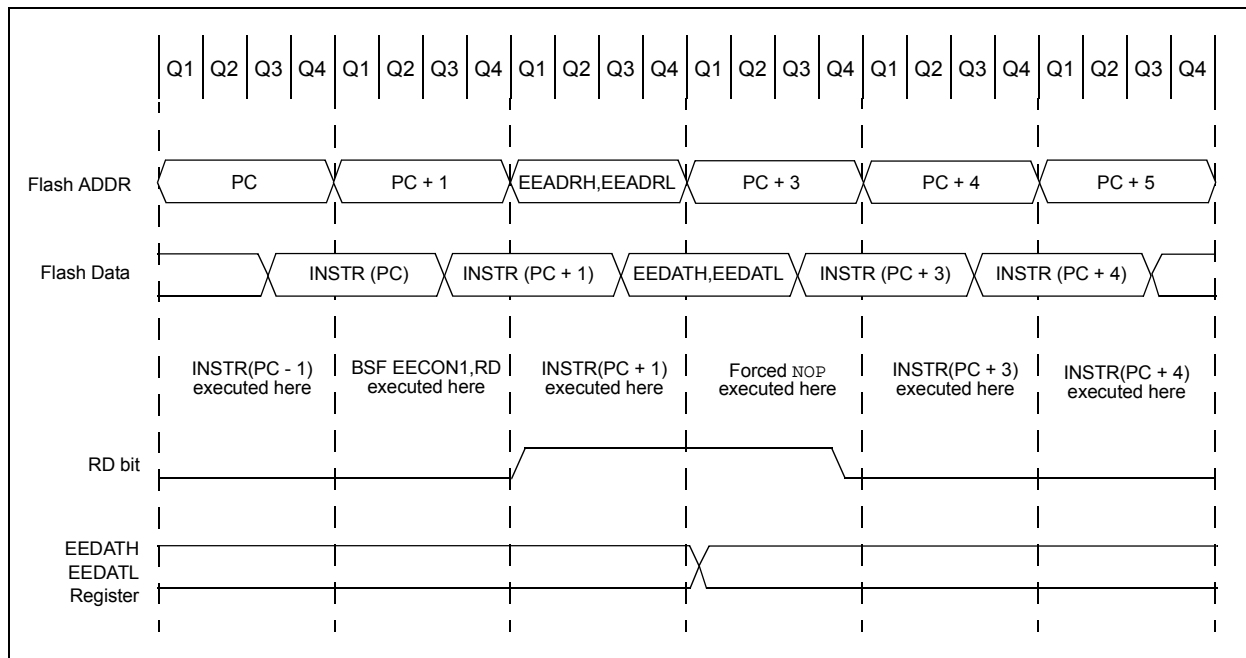 Q1 Q2 Q3 Q4 Q1 Q2 Q3 Q4 Q1 Q2 Q3 Q4 Q1 Q2 Q3 Q4 Q1 Q2 Q3 Q4 Q1 Q2 Q3 Q4
Flash ADDR PC PC + 1 EEADRH,EEADRL PC + 3 PC + 4 PC + 5
Flash Data INSTR (PC) INSTR (PC + 1) EEDATH,EEDATL INSTR (PC + 3) INSTR (PC + 4)
INSTR(PC - 1)
executed here
BSF EECON1,RD
executed here
INSTR(PC + 1)
executed here
Forced NOP
executed here
INSTR(PC + 3)
executed here
INSTR(PC + 4)
executed here
RD bit
EEDATH
EEDATL
Register